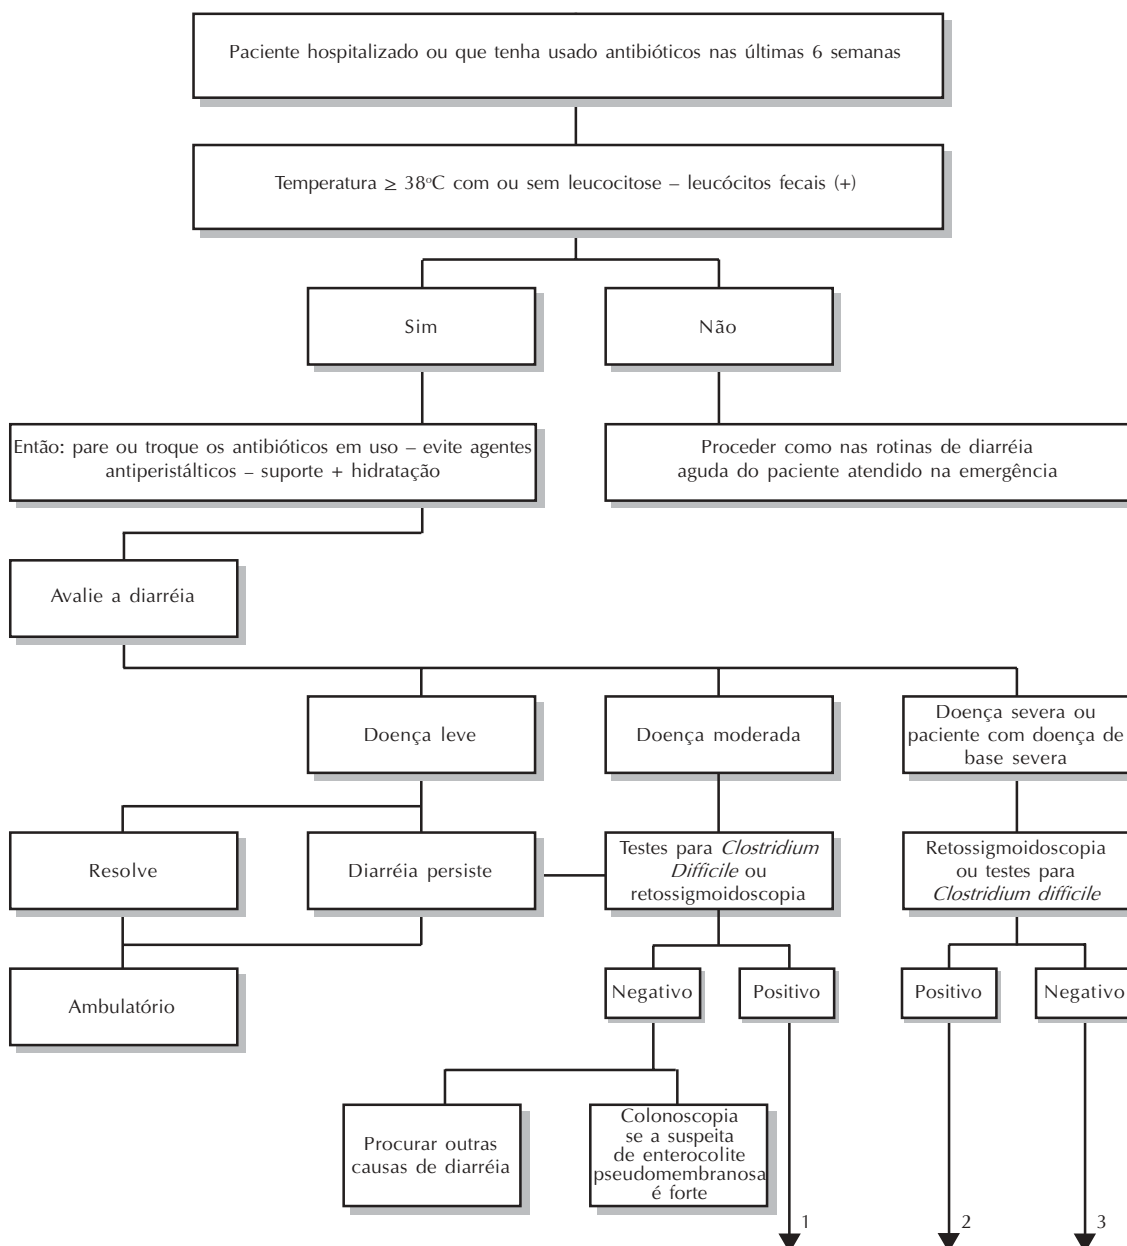 Paciente hospitalizado ou que tenha usado antibióticos nas últimas 6 semanas
Temperatura ≥ 38ºC com ou sem leucocitose – leucócitos fecais (+)
Sim
Não
Então: pare ou troque os antibióticos em uso – evite agentes
antiperistálticos – suporte + hidratação
Proceder como nas rotinas de diarréia
aguda do paciente atendido na emergência
Avalie a diarréia
Doença leve
Doença moderada
Doença severa ou
paciente com doença de
base severa
Resolve
Diarréia persiste
Testes para Clostridium
Difficile ou
retossigmoidoscopia
Retossigmoidoscopia
ou testes para
Clostridium difficile
Ambulatório
Negativo
Positivo
Positivo
Negativo
Procurar outras
causas de diarréia
Colonoscopia
se a suspeita
de enterocolite
pseudomembranosa
é forte
1
2
3